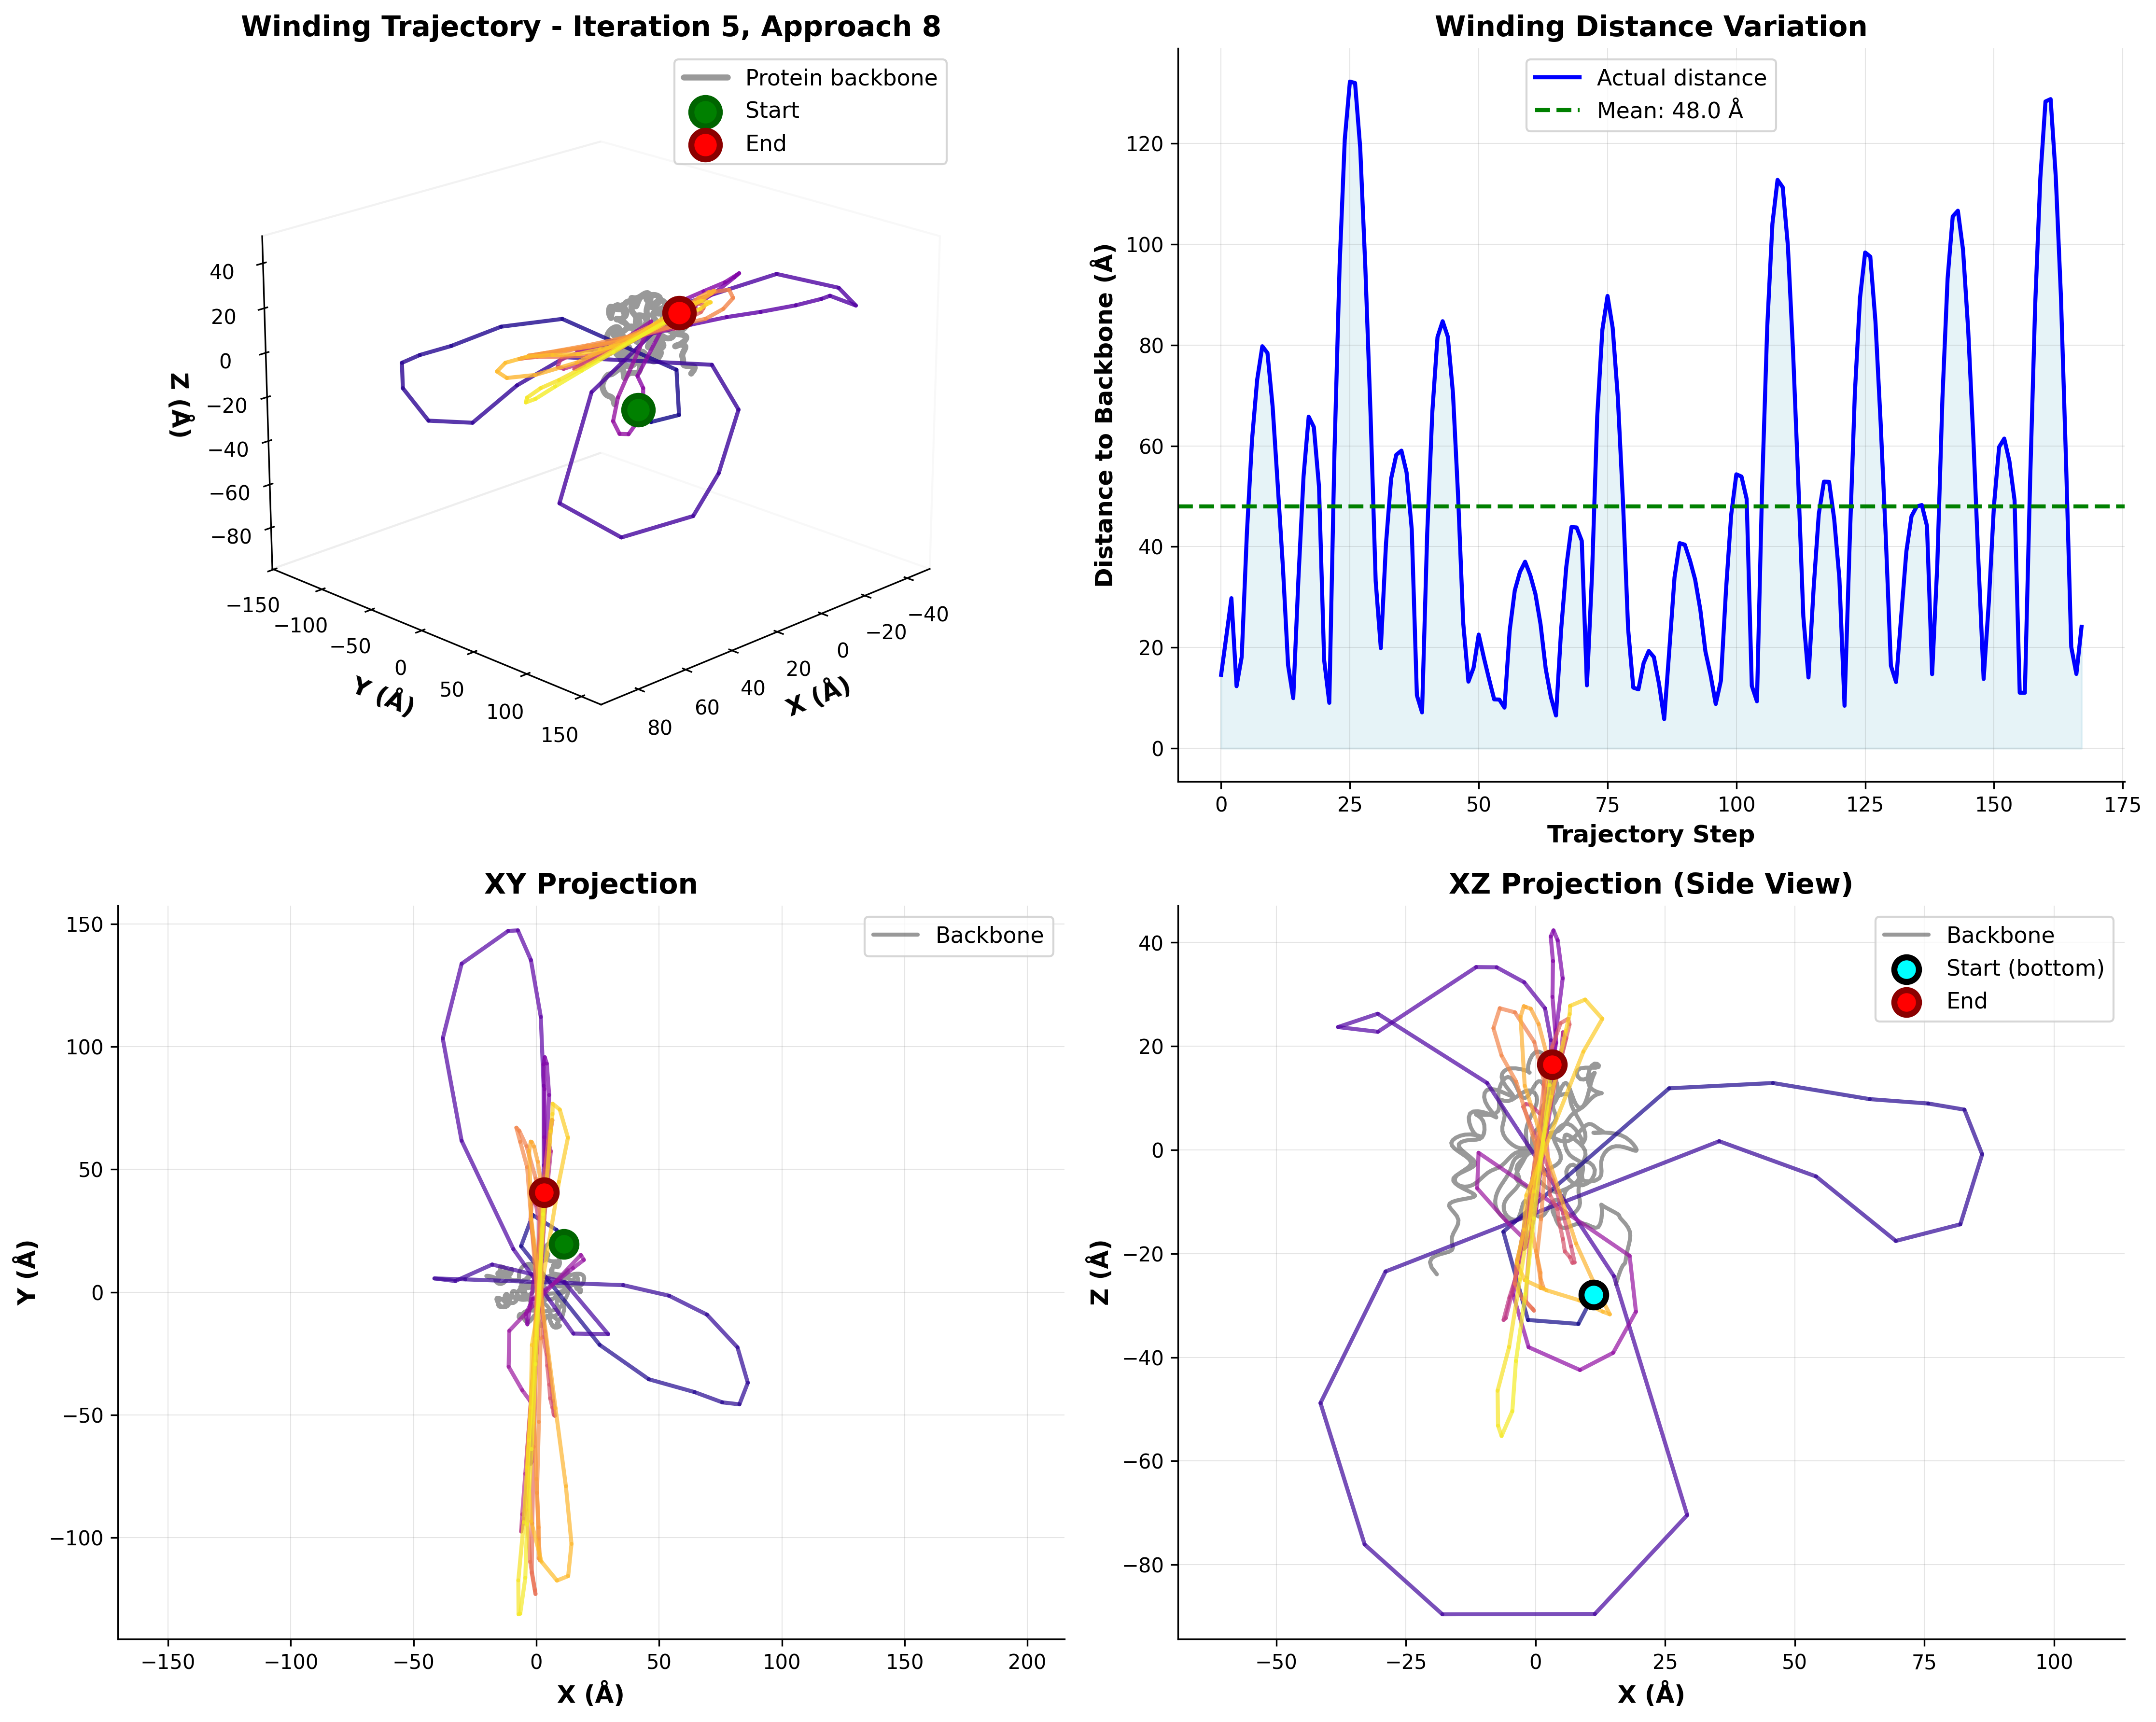 Winding Trajectory - Iteration 5, Approach 8
Protein backbone
Start
End
40
20
0
−20
−40
−60
−80
Z (Å)
−150
−100
−50
0
50
100
150
Y (Å)
80
60
40
20
0
−20
−40
X (Å)
Winding Distance Variation
Actual distance
Mean: 48.0 Å
120
100
80
60
40
20
0
Distance to Backbone (Å)
0
25
50
75
100
125
150
175
Trajectory Step
XY Projection
Backbone
150
100
50
0
−50
−100
Y (Å)
−150
−100
−50
0
50
100
150
200
X (Å)
XZ Projection (Side View)
Backbone
Start (bottom)
End
40
20
0
−20
−40
−60
−80
Z (Å)
−50
−25
0
25
50
75
100
X (Å)